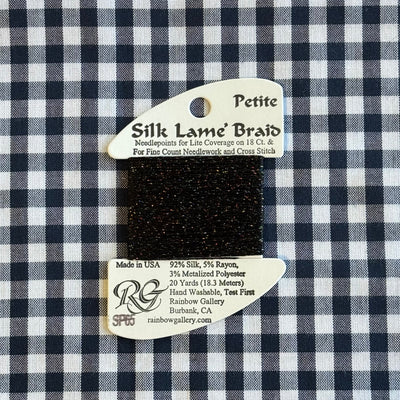 Petite
Silk Lame' Braid
Needlepoints for Lite Coverage on 18 Ct. &
For Fine Count Needlework and Cross Stitch
Made in USA
92% Silk, 5% Rayon,
3% Metalized Polyester
20 Yards (18.3 Meters)
Hand Washable, Test First
Rainbow Gallery
Burbank, CA
rainbowgallery.com
RG
SP65